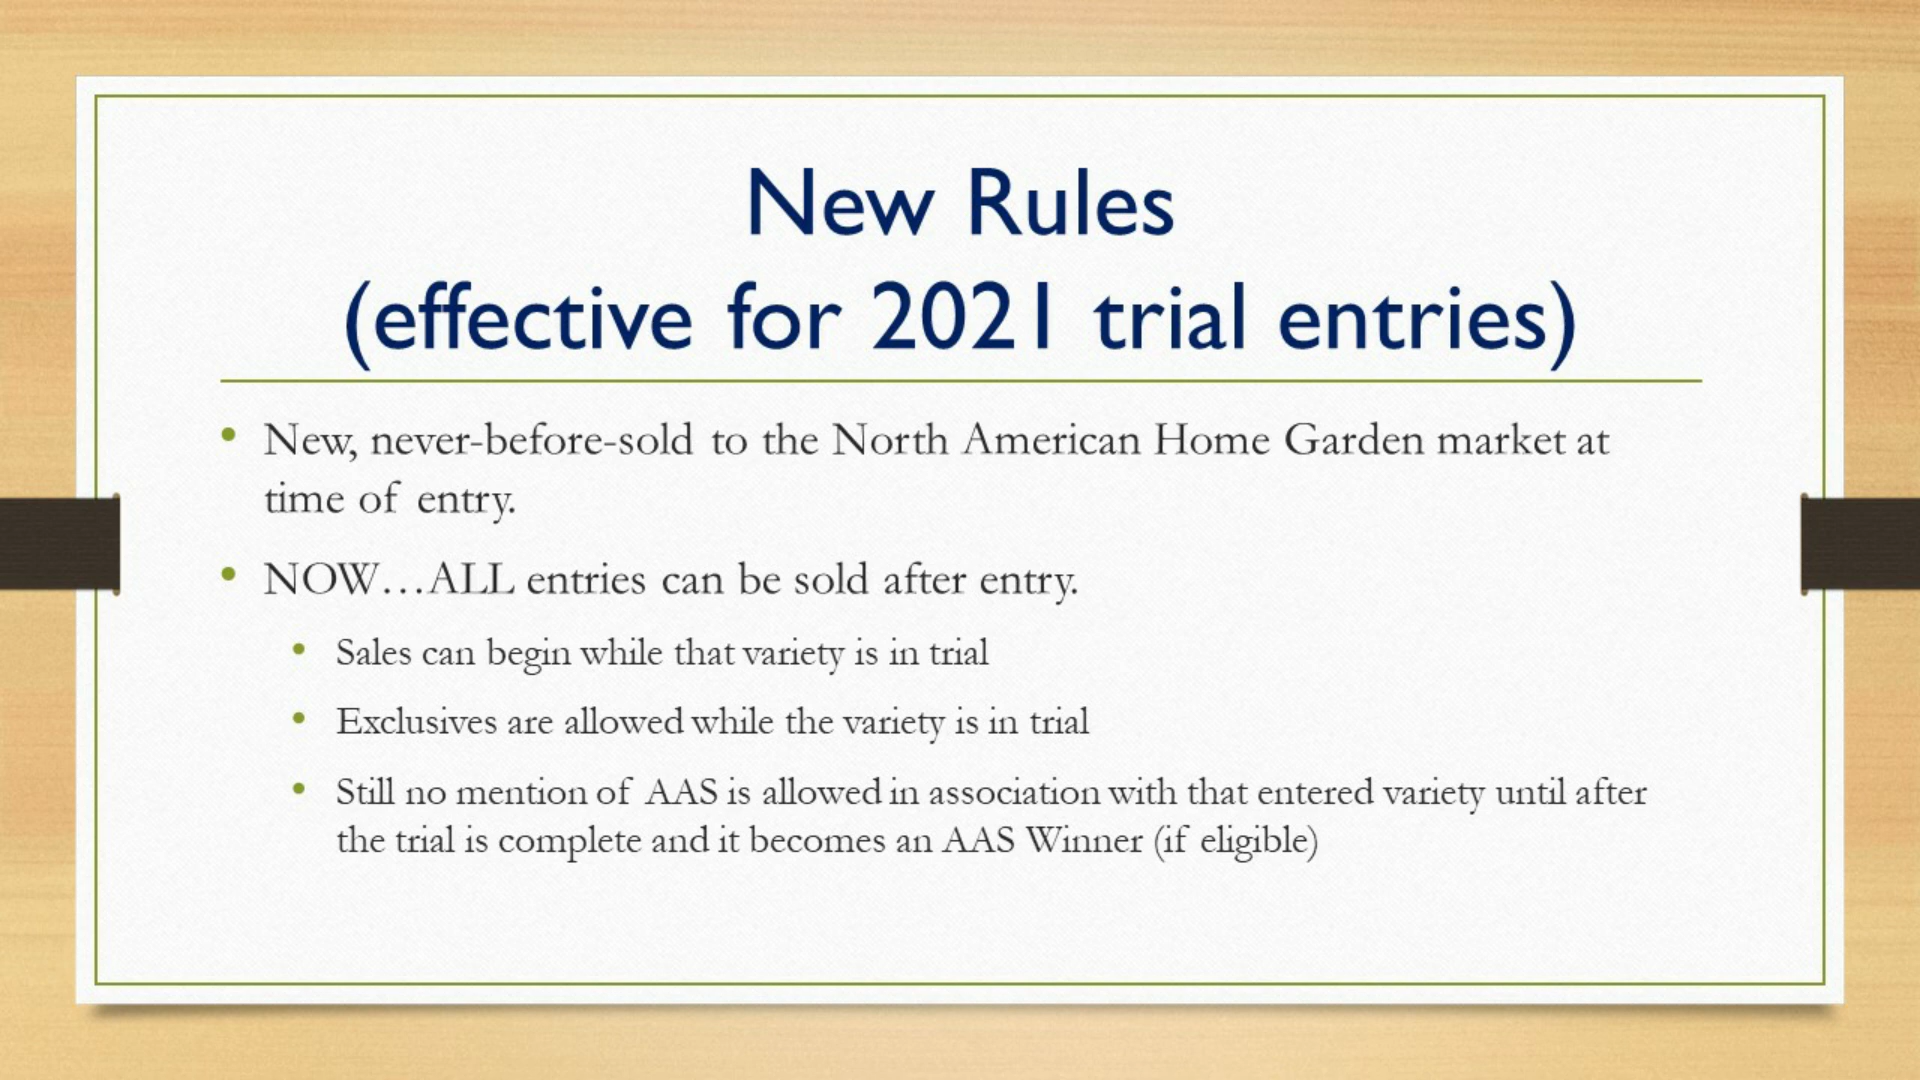 New Rules
(effective for 2021 trial entries)
• New, never-before-sold to the North American Home Garden market at
time of entry.
• NOW…ALL entries can be sold after entry.
• Sales can begin while that variety is in trial
• Exclusives are allowed while the variety is in trial
• Still no mention of AAS is allowed in association with that entered variety until after
the trial is complete and it becomes an AAS Winner (if eligible)